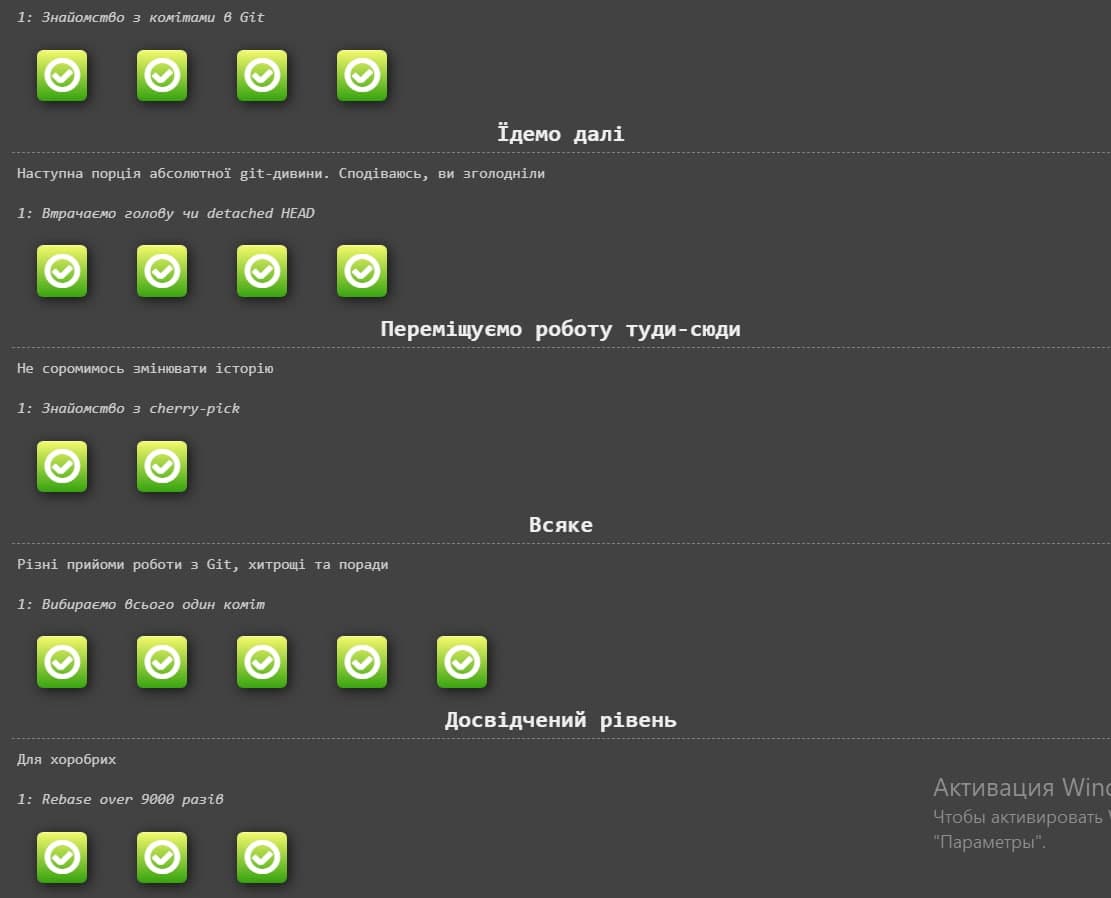 1: Знайомство з комітами в Git
Їдемо далі
Наступна порція абсолютної git-дивини. Сподіваюсь, ви зголодніли
1: Втрачаємо голову чи detached HEAD
Переміщуємо роботу туди-сюди
Не соромимось змінювати історію
1: Знайомство з cherry-pick
Всяке
Різні прийоми роботи з Git, хитрощі та поради
1: Вибираємо всього один коміт
Досвідчений рівень
Для хоробрих
1: Rebase over 9000 разів
Активация Wind
Чтобы активировать W
"Параметры".